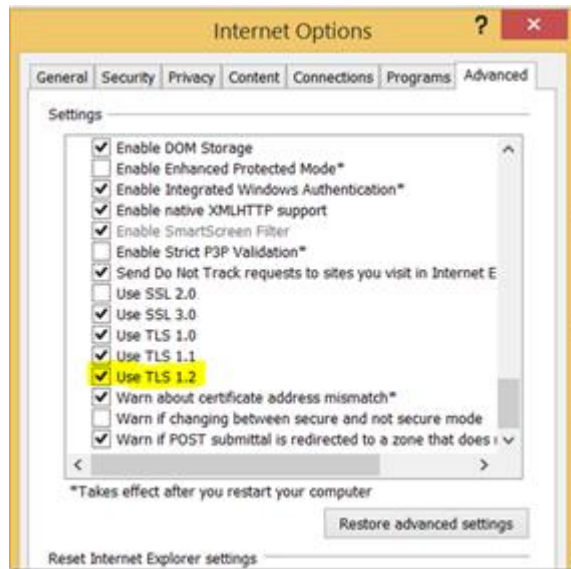 Internet Options
?
×
General Security Privacy Content Connections Programs Advanced
Settings
Enable DOM Storage
Enable Enhanced Protected Mode*
Enable Integrated Windows Authentication*
Enable native XMLHTTP support
Enable SmartScreen Filter
Enable Strict P3P Validation*
Send Do Not Track requests to sites you visit in Internet E
Use SSL 2.0
Use SSL 3.0
Use TLS 1.0
Use TLS 1.1
Use TLS 1.2
Warn about certificate address mismatch*
Warn if changing between secure and not secure mode
Warn if POST submittal is redirected to a zone that does
*Takes effect after you restart your computer
Restore advanced settings
Reset Internet Explorer settings